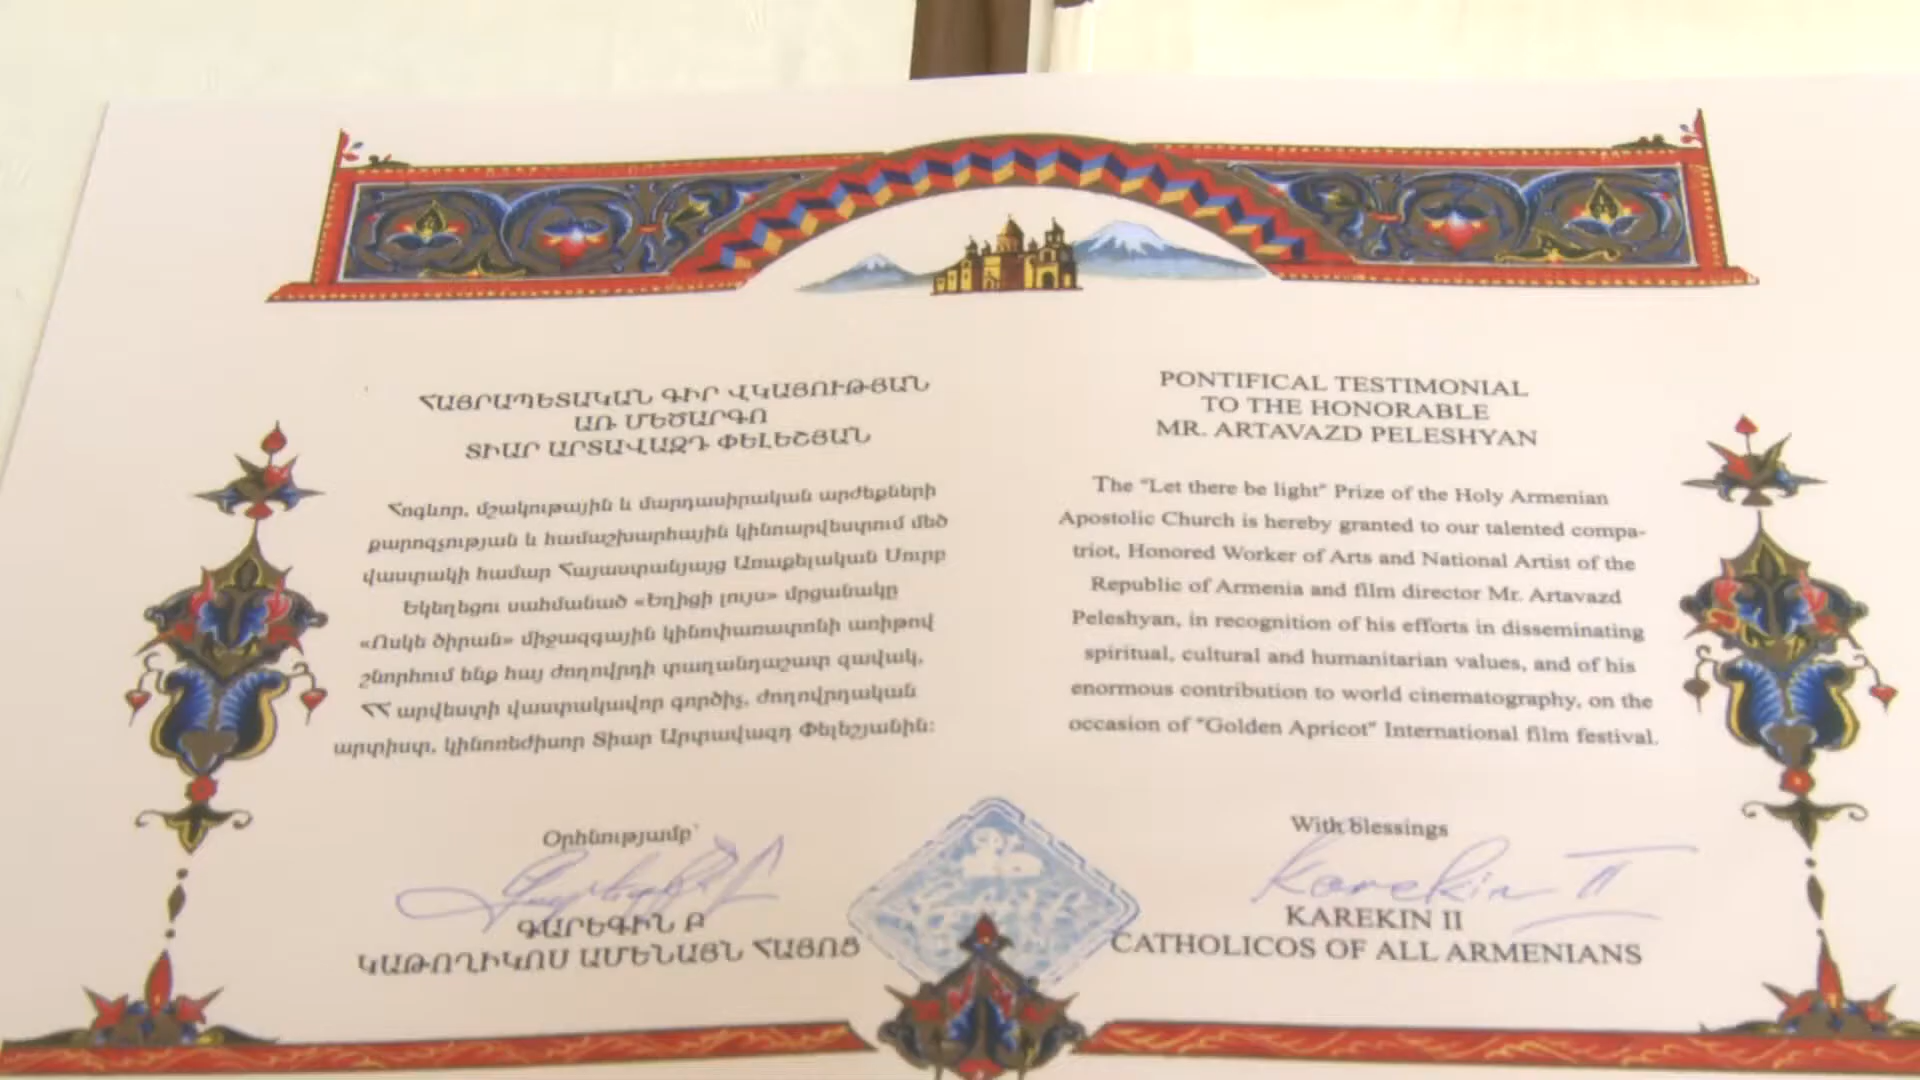 ՀԱՅՐԱՊԵՏԱԿԱՆ ԳԻՐ ՎԿԱՅՈՒԹՅԱՆ
ԱՌ ՄԵԾԱՐԳՈ
ՏԻԱՐ ԱՐՏԱՎԱԶԴ ՓԵԼԵՇՅԱՆ
Հոգևոր, մշակութային և մարդասիրական արժեքների
քարոզչության և համաշխարհային կինոարվեստում մեծ
վաստակի համար Հայաստանյայց Առաքելական Սուրբ
Եկեղեցու սահմանած «Եղիցի լույս» մրցանակը
«Ոսկե ծիրան» միջազգային կինոփառատոնի առիթով
շնորհում ենք հայ ժողովրդի տաղանդաշատ զավակ,
ՀՀ արվեստի վաստակավոր գործիչ, ժողովրդական
արտիստ, կինոռեժիսոր Տիար Արտավազդ Փելեշյանին:
Օրհնությամբ՝
ԳԱՐԵԳԻՆ Բ
ԿԱԹՈՂԻԿՈՍ ԱՄԵՆԱՅՆ ՀԱՅՈՑ
PONTIFICAL TESTIMONIAL
TO THE HONORABLE
MR. ARTAVAZD PELESHYAN
The "Let there be light" Prize of the Holy Armenian
Apostolic Church is hereby granted to our talented compa-
triot, Honored Worker of Arts and National Artist of the
Republic of Armenia and film director Mr. Artavazd
Peleshyan, in recognition of his efforts in disseminating
spiritual, cultural and humanitarian values, and of his
enormous contribution to world cinematography, on the
occasion of "Golden Apricot" International film festival.
With blessings
Karekin II
KAREKIN II
CATHOLICOS OF ALL ARMENIANS